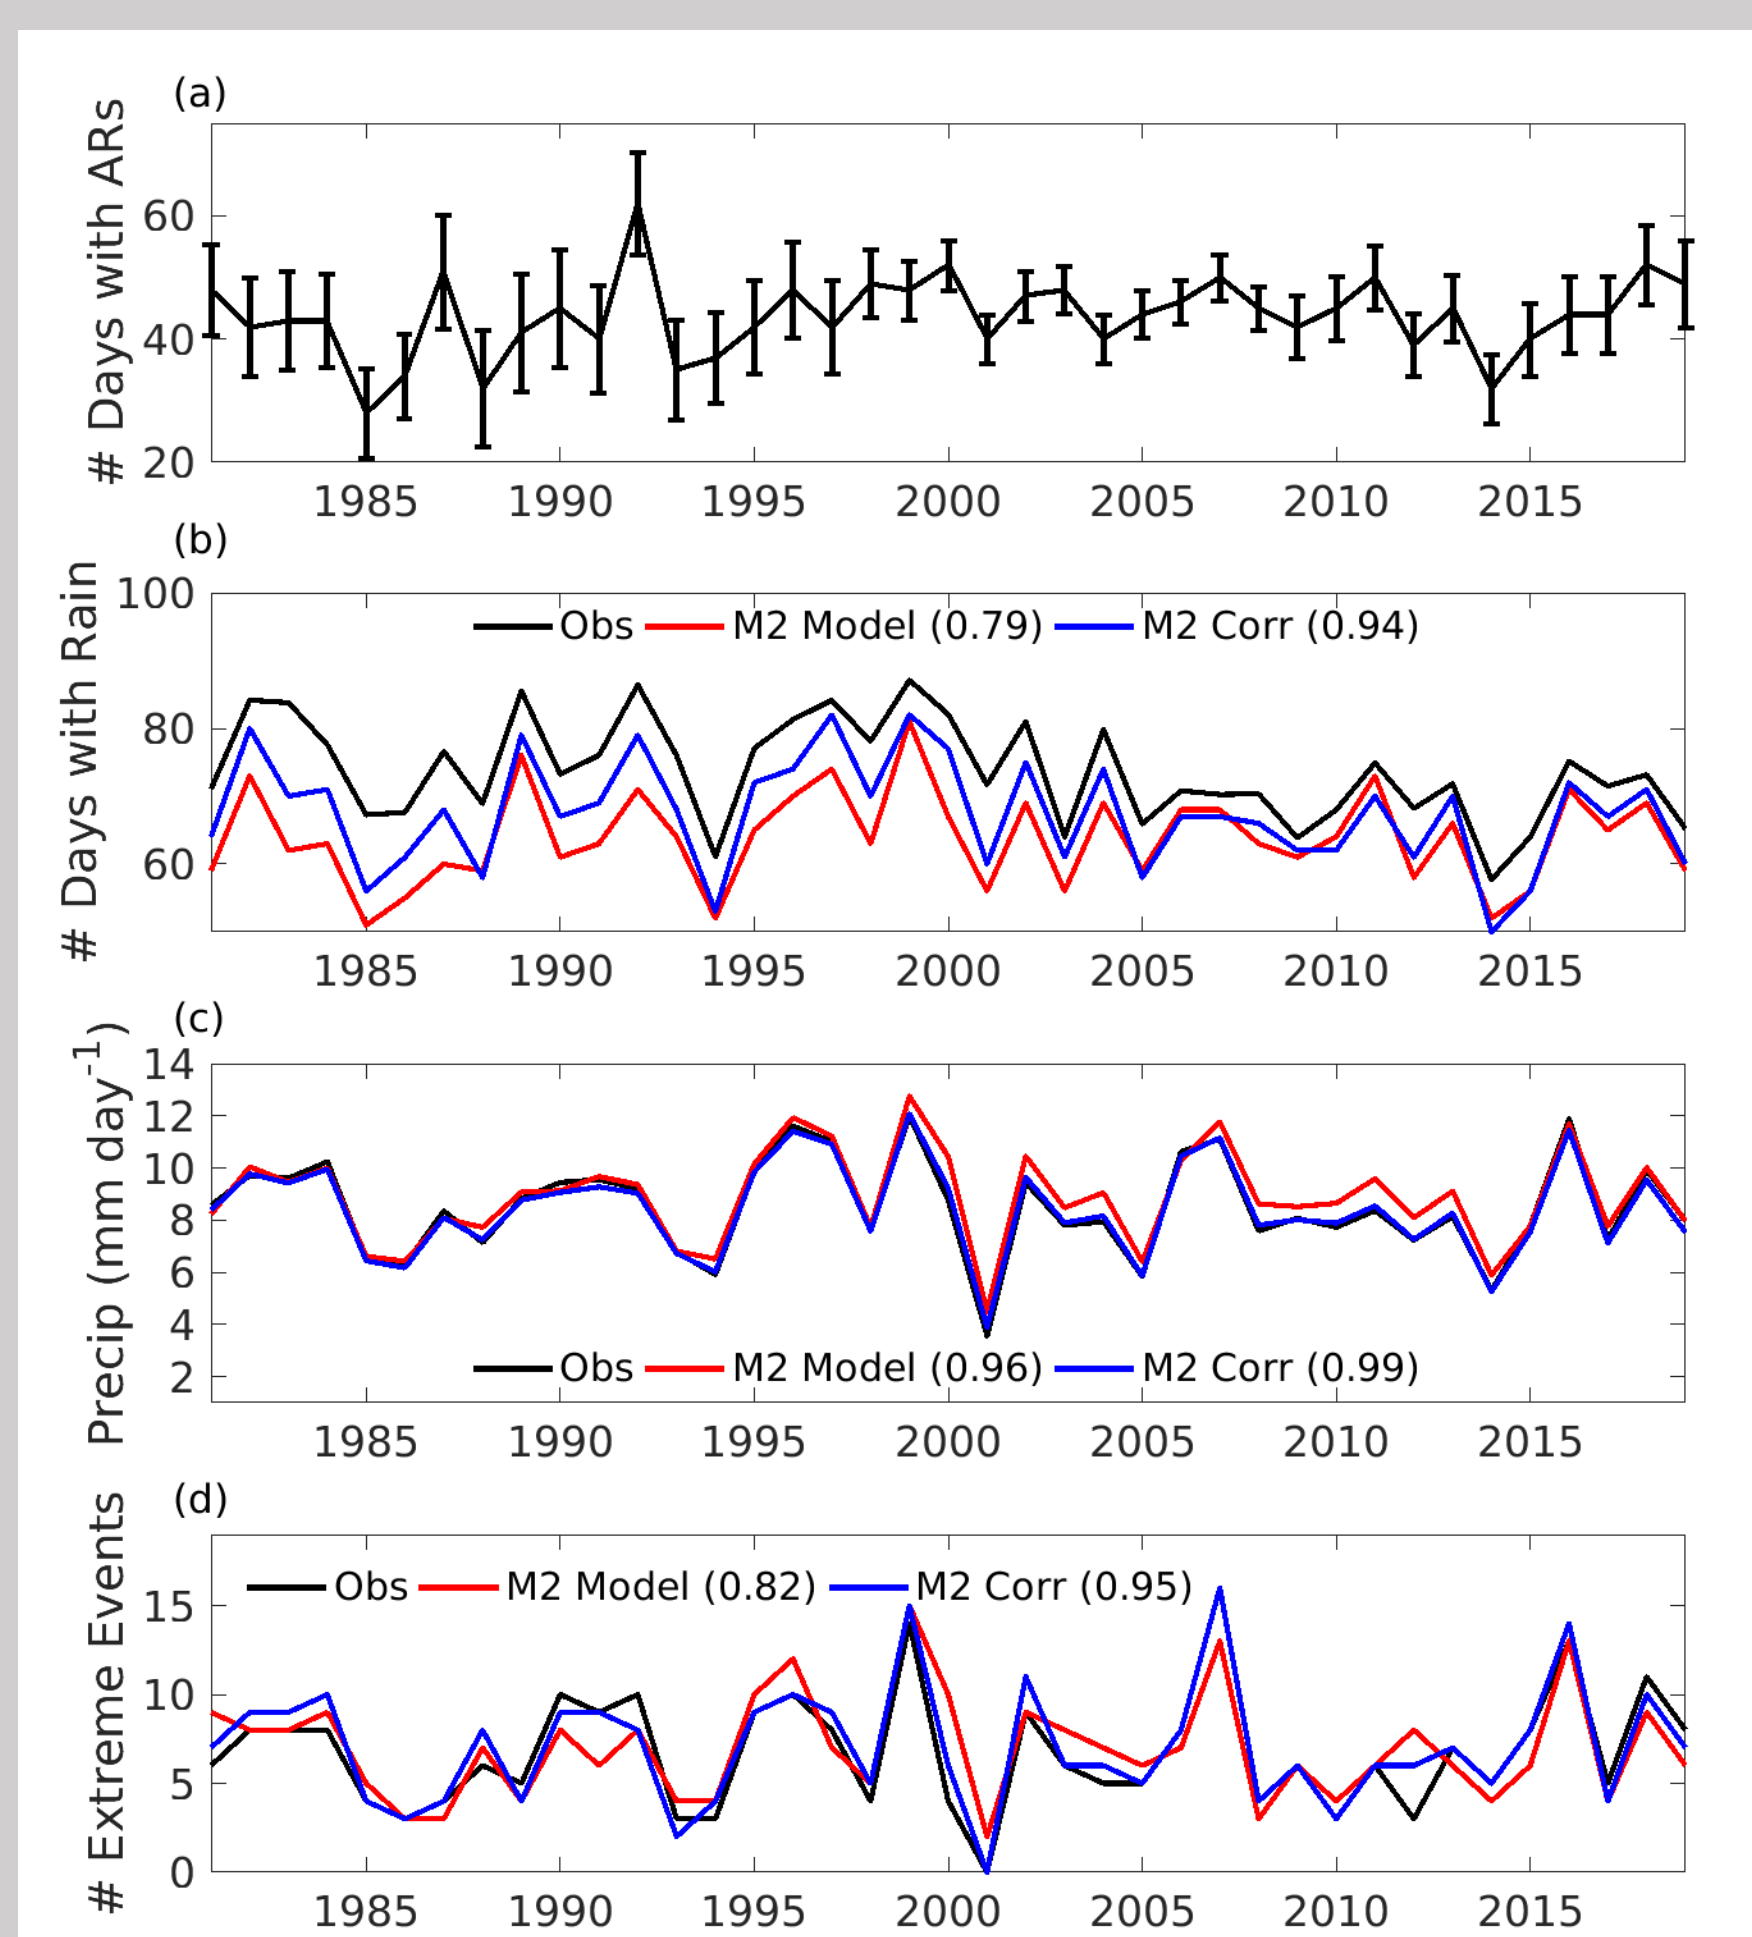 (a)
# Days with ARs
60
40
20
1985 1990 1995 2000 2005 2010 2015
(b)
# Days with Rain
100
80
60
Obs M2 Model (0.79) M2 Corr (0.94)
1985 1990 1995 2000 2005 2010 2015
(c)
Precip (mm day-1)
14
12
10
8
6
4
2
Obs M2 Model (0.96) M2 Corr (0.99)
1985 1990 1995 2000 2005 2010 2015
(d)
# Extreme Events
Obs M2 Model (0.82) M2 Corr (0.95)
15
10
5
0
1985 1990 1995 2000 2005 2010 2015